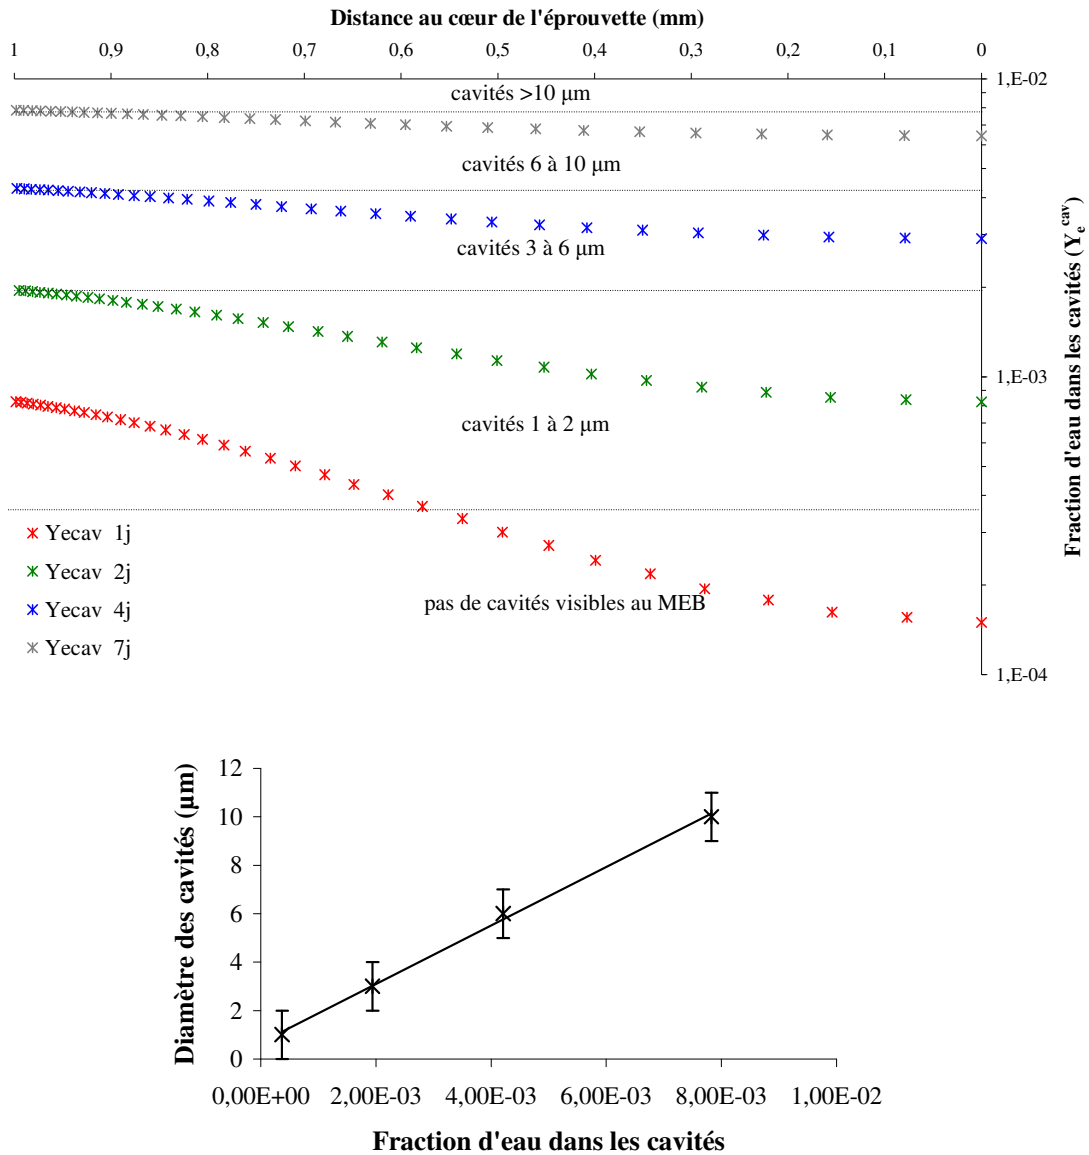 Distance au cœur de l'éprouvette (mm)
1 0,9 0,8 0,7 0,6 0,5 0,4 0,3 0,2 0,1 0
1,E-02
cavités >10 µm
cavités 6 à 10 µm
cavités 3 à 6 µm
1,E-03
cavités 1 à 2 µm
Fraction d'eau dans les cavités (Y_e^cav)
Yecav 1j
Yecav 2j
Yecav 4j
Yecav 7j
pas de cavités visibles au MEB
1,E-04
Diamètre des cavités (µm)
12
10
8
6
4
2
0
0,00E+00 2,00E-03 4,00E-03 6,00E-03 8,00E-03 1,00E-02
Fraction d'eau dans les cavités